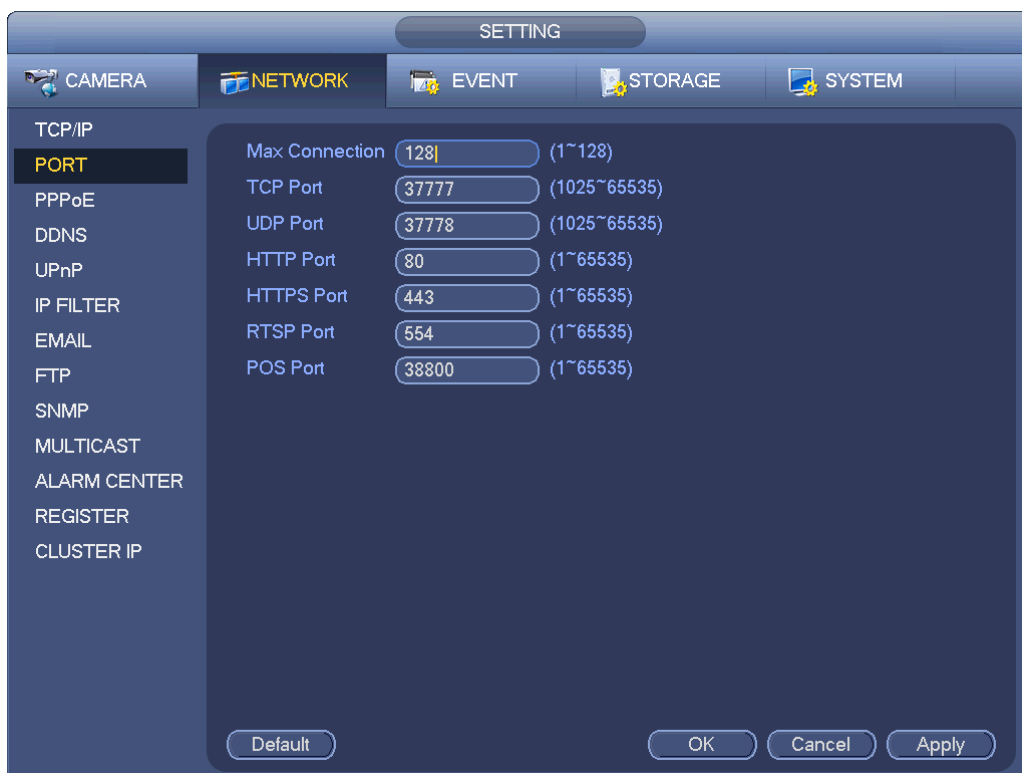 SETTING
CAMERA NETWORK EVENT STORAGE SYSTEM
TCP/IP
PORT
PPPoE
DDNS
UPnP
IP FILTER
EMAIL
FTP
SNMP
MULTICAST
ALARM CENTER
REGISTER
CLUSTER IP
Max Connection 128 (1~128)
TCP Port 37777 (1025~65535)
UDP Port 37778 (1025~65535)
HTTP Port 80 (1~65535)
HTTPS Port 443 (1~65535)
RTSP Port 554 (1~65535)
POS Port 38800 (1~65535)
Default OK Cancel Apply